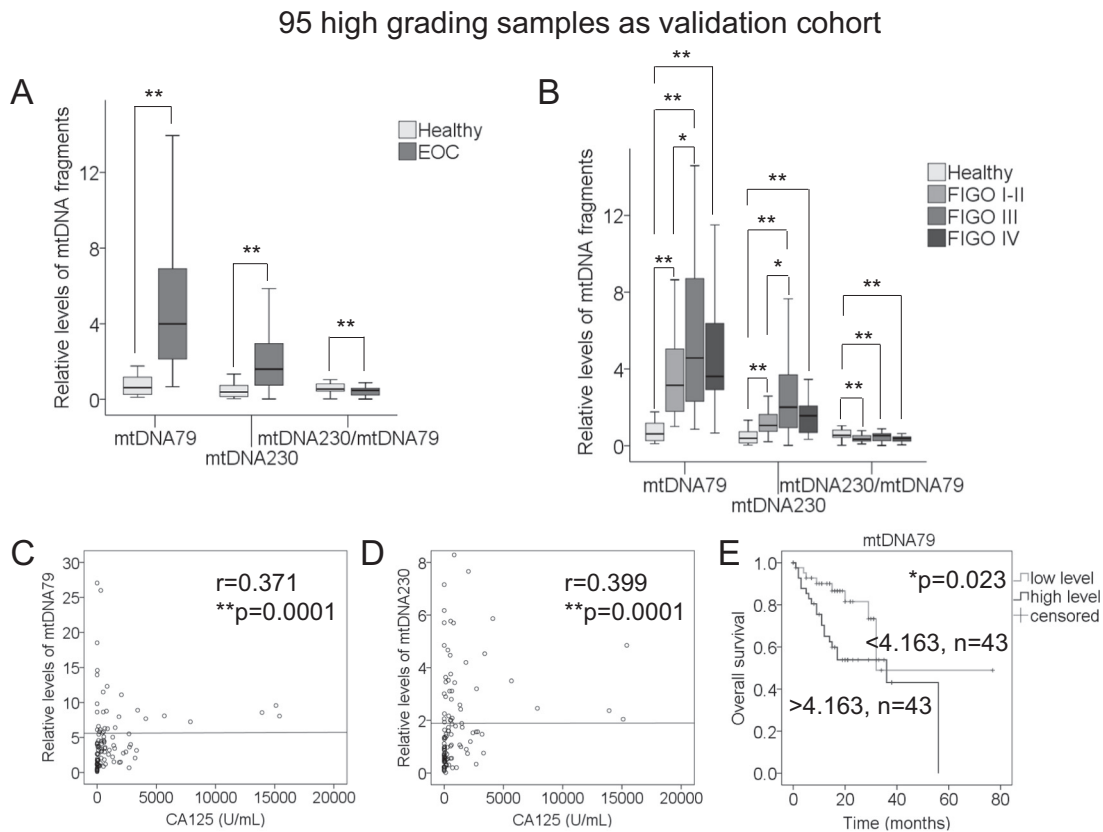 95 high grading samples as validation cohort
A
**
**
**
Healthy
EOC
Relative levels of mtDNA fragments
12
8
4
0
mtDNA79
mtDNA230/mtDNA79
mtDNA230
B
**
**
*
**
**
**
*
**
**
**
**
Healthy
FIGO I-II
FIGO III
FIGO IV
Relative levels of mtDNA fragments
12
8
4
0
mtDNA79
mtDNA230/mtDNA79
mtDNA230
C
Relative levels of mtDNA79
30
25
20
15
10
5
0
r=0.371
**p=0.0001
0
5000
10000
15000
20000
CA125 (U/mL)
D
Relative levels of mtDNA230
8
6
4
2
0
r=0.399
**p=0.0001
0
5000
10000
15000
20000
CA125 (U/mL)
E
mtDNA79
Overall survival
1.0
0.8
0.6
0.4
0.2
0.0
*p=0.023
<4.163, n=43
>4.163, n=43
low level
high level
censored
0
20
40
60
80
Time (months)